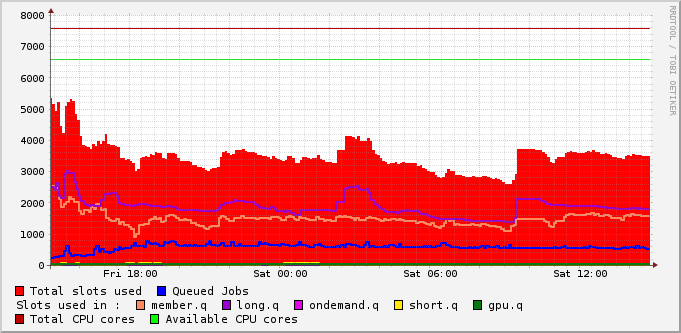 RRDTOOL / TOBI OETIKER
8000
7000
6000
5000
4000
3000
2000
1000
0
Fri 18:00 Sat 00:00 Sat 06:00 Sat 12:00
Total slots used Queued Jobs
Slots used in : member.q long.q ondemand.q short.q gpu.q
Total CPU cores Available CPU cores